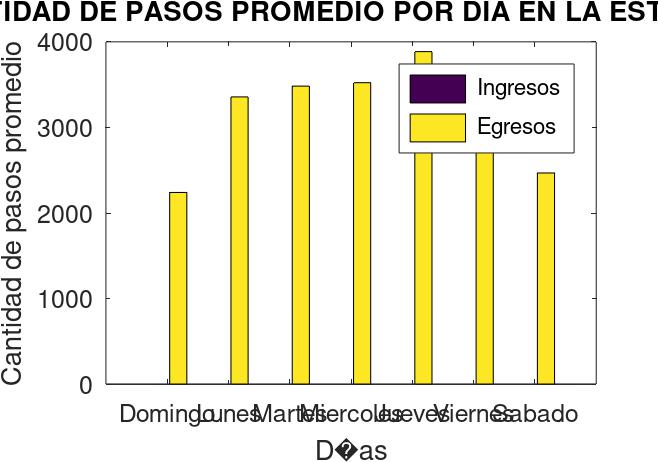 TIDAD DE PASOS PROMEDIO POR DIA EN LA EST
Cantidad de pasos promedio
4000
3000
2000
1000
0
Ingresos
Egresos
Domingo Lunes Martes Miercoles Jueves Viernes Sabado
D�as